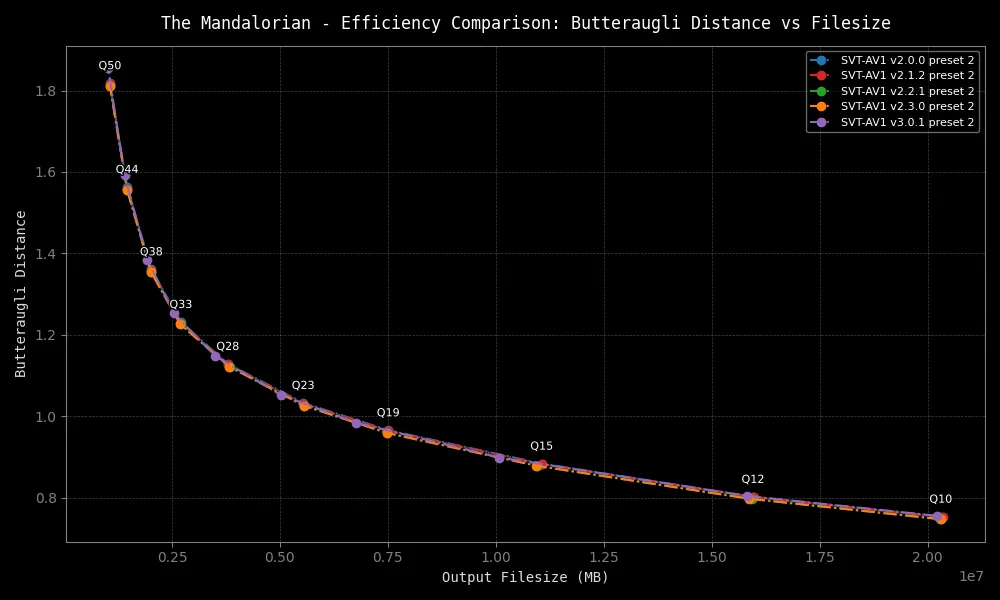 The Mandalorian - Efficiency Comparison: Butteraugli Distance vs Filesize
SVT-AV1 v2.0.0 preset 2
SVT-AV1 v2.1.2 preset 2
SVT-AV1 v2.2.1 preset 2
SVT-AV1 v2.3.0 preset 2
SVT-AV1 v3.0.1 preset 2
Butteraugli Distance
1.8
1.6
1.4
1.2
1.0
0.8
Q50
Q44
Q38
Q33
Q28
Q23
Q19
Q15
Q12
Q10
0.25
0.50
0.75
1.00
1.25
1.50
1.75
2.00
1e7
Output Filesize (MB)